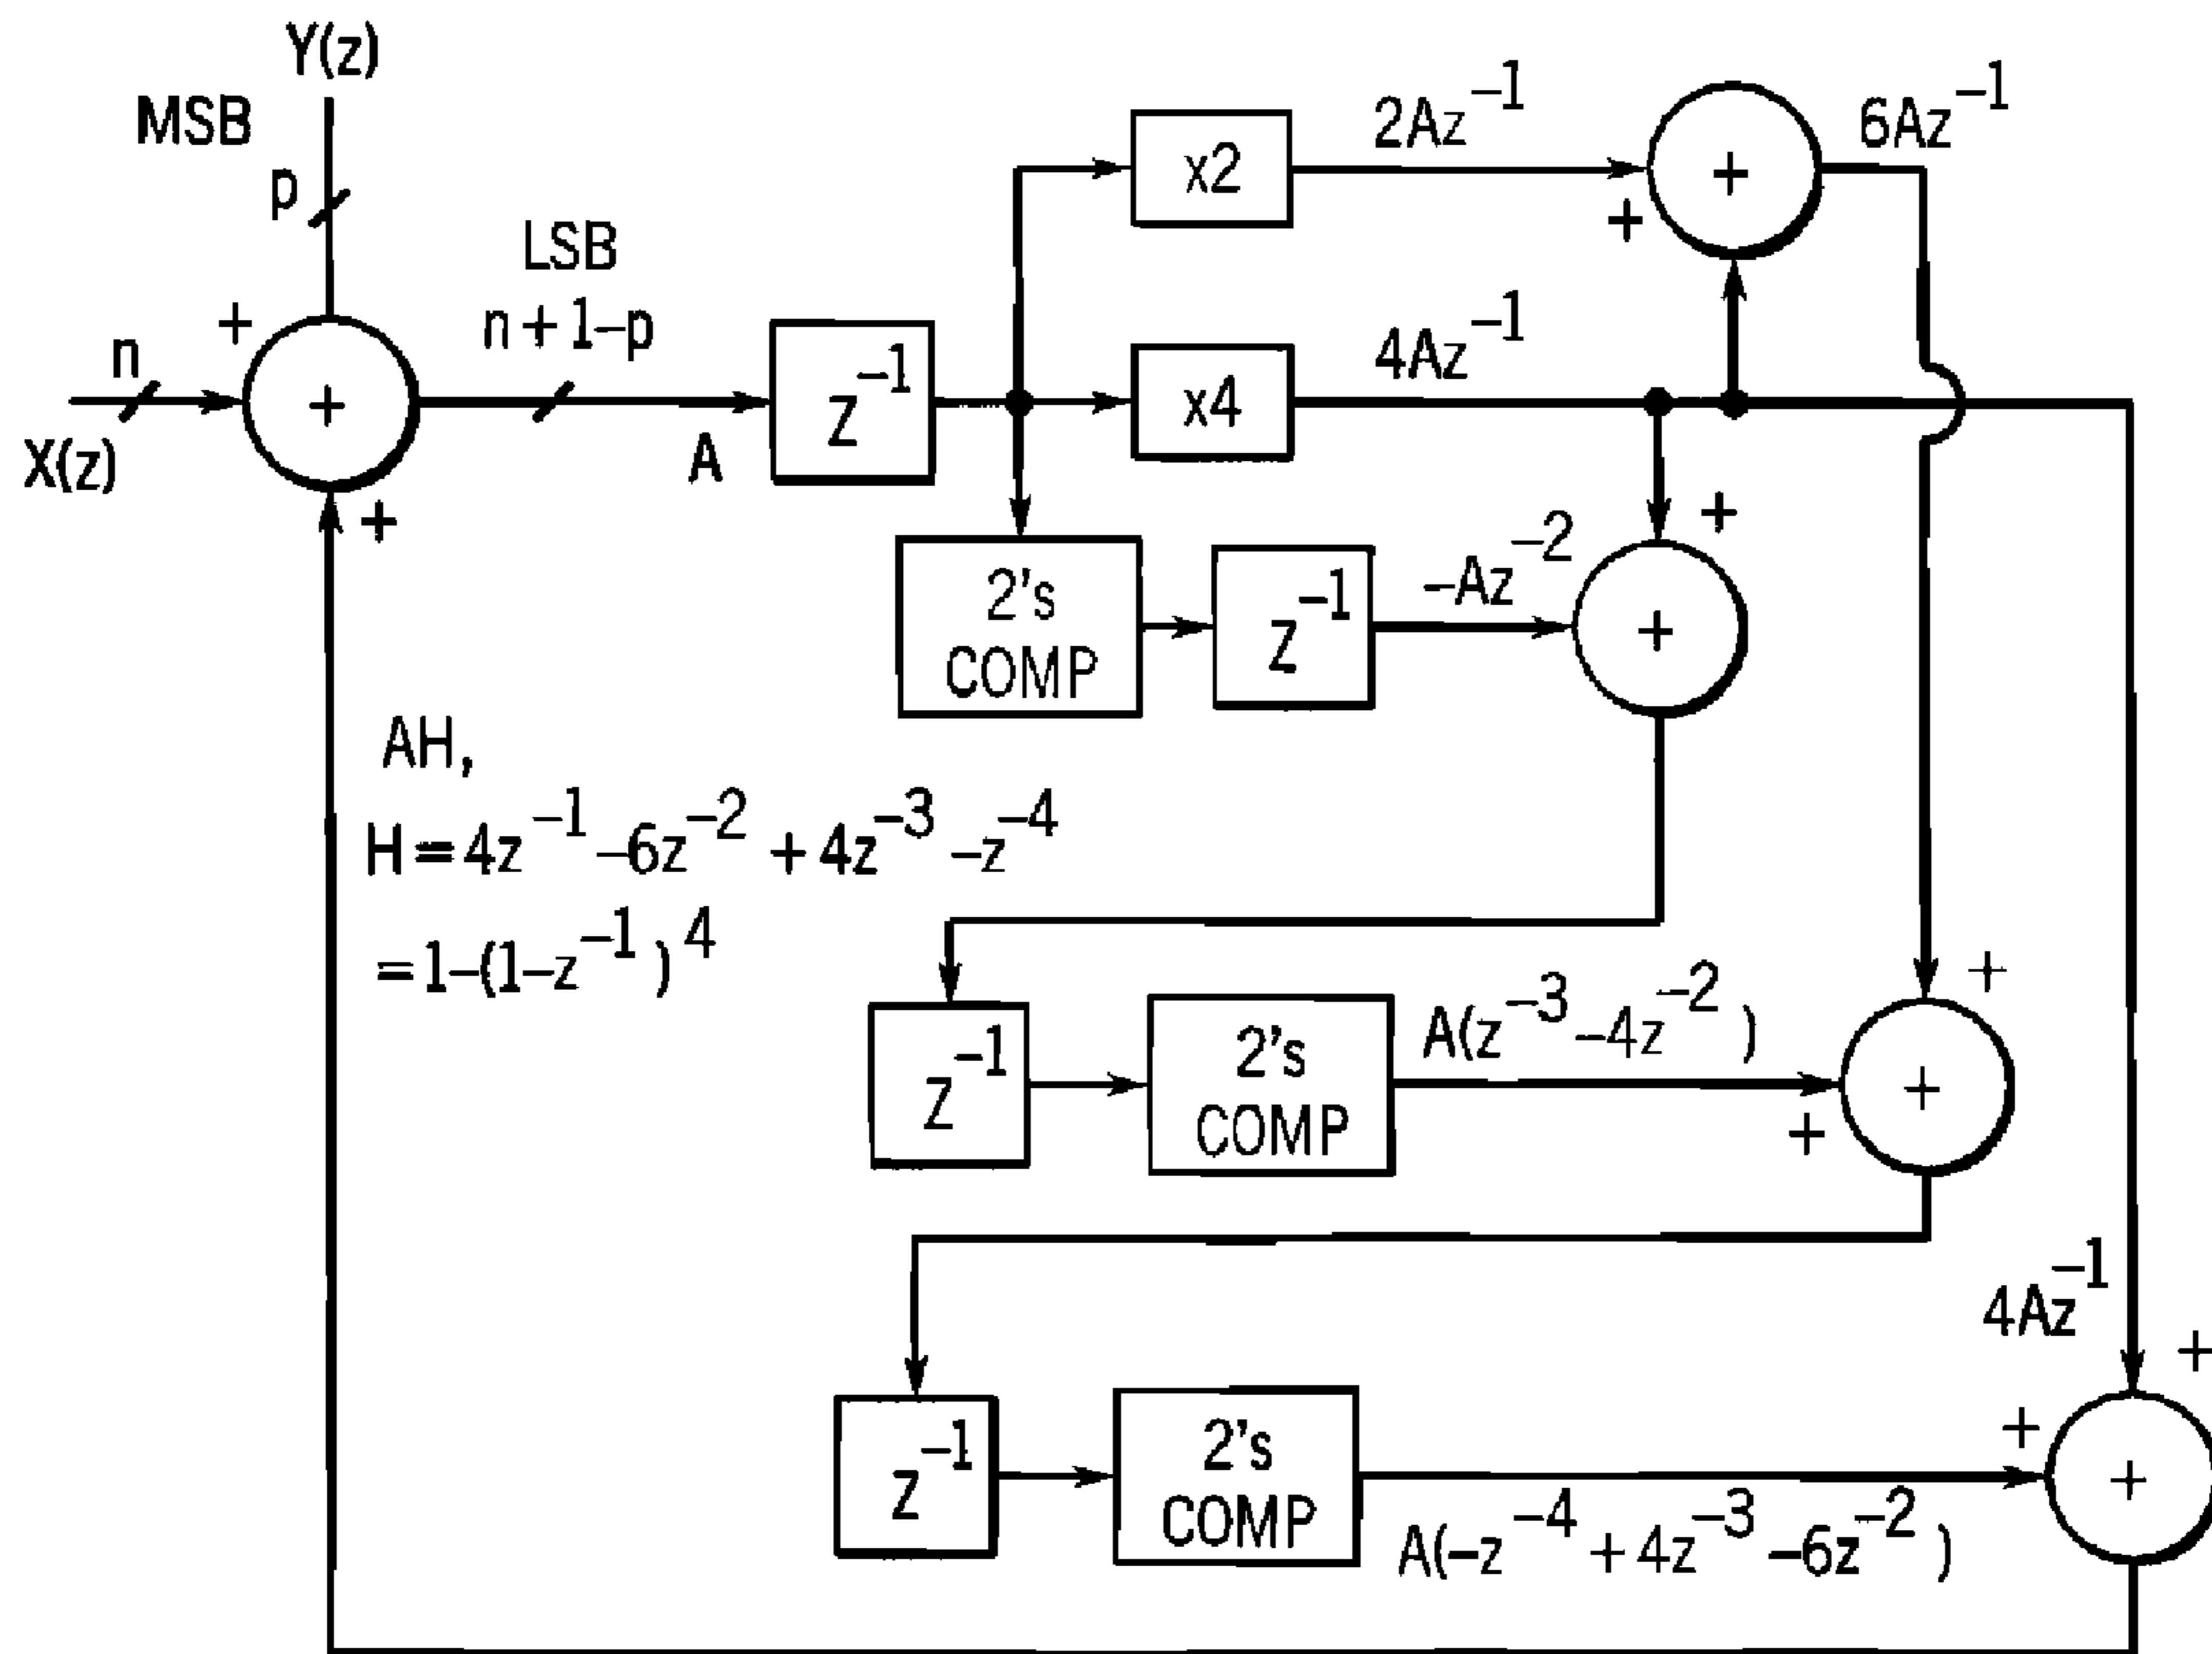 Y(z)
MSB
p
LSB
n+1–p
n
+
+
X(z)
A
+
z⁻¹
x2
2Az⁻¹
+
+
6Az⁻¹
x4
4Az⁻¹
2's
COMP
z⁻¹
–Az⁻²
+
+
AH,
H = 4z⁻¹ –6z⁻² + 4z⁻³ –z⁻⁴
= 1–(1–z⁻¹)⁴
z⁻¹
2's
COMP
A(z⁻³ –4z⁻²)
+
+
+
4Az⁻¹
z⁻¹
2's
COMP
A(–z⁻⁴ + 4z⁻³ –6z⁻²)
+
+
+